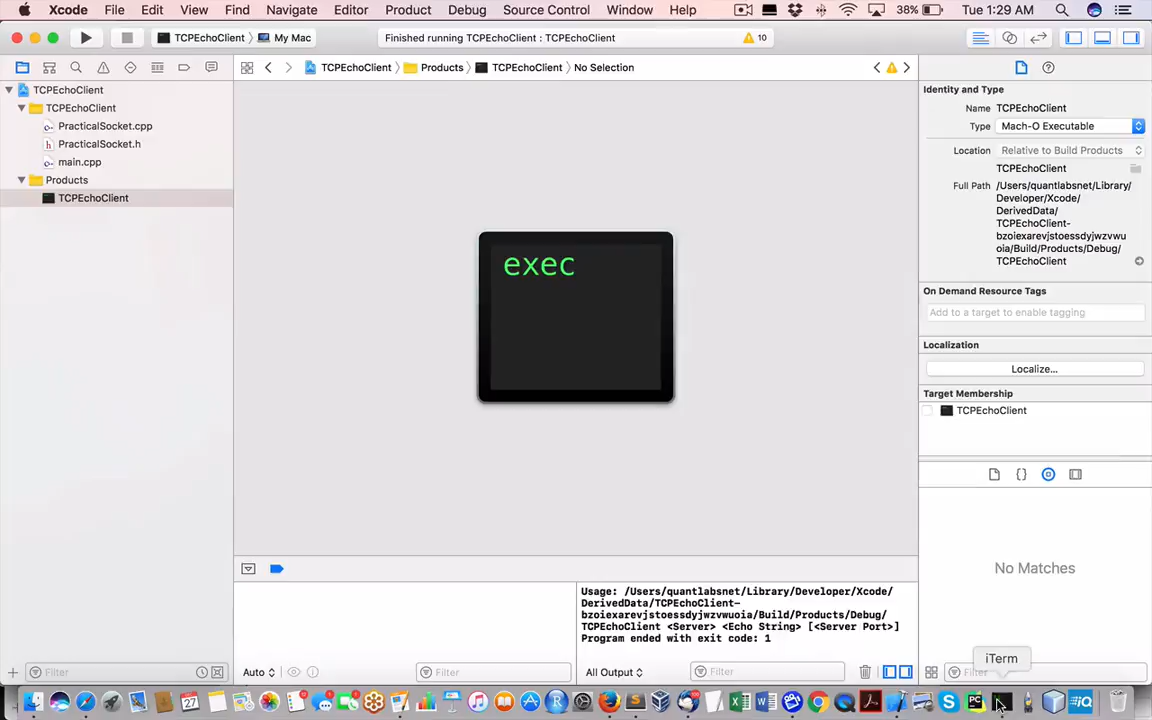 Xcode File Edit View Find Navigate Editor Product Debug Source Control Window Help 38% Tue 1:29 AM
TCPEchoClient My Mac Finished running TCPEchoClient : TCPEchoClient 10
TCPEchoClient Products TCPEchoClient No Selection
TCPEchoClient
TCPEchoClient
PracticalSocket.cpp
PracticalSocket.h
main.cpp
Products
TCPEchoClient
exec
Identity and Type
Name TCPEchoClient
Type Mach-O Executable
Location Relative to Build Products
TCPEchoClient
Full Path /Users/quantlabsnet/Library/
Developer/Xcode/
DerivedData/
TCPEchoClient-
bzoiexarevjstoessdyjwzvwu
oia/Build/Products/Debug/
TCPEchoClient
On Demand Resource Tags
Add to a target to enable tagging
Localization
Localize...
Target Membership
TCPEchoClient
No Matches
Usage: /Users/quantlabsnet/Library/Developer/Xcode/
DerivedData/TCPEchoClient-
bzoiexarevjstoessdyjwzvwuoia/Build/Products/Debug/
TCPEchoClient <Server> <Echo String> [<Server Port>]
Program ended with exit code: 1
Filter Auto Filter All Output Filter Filter
iTerm